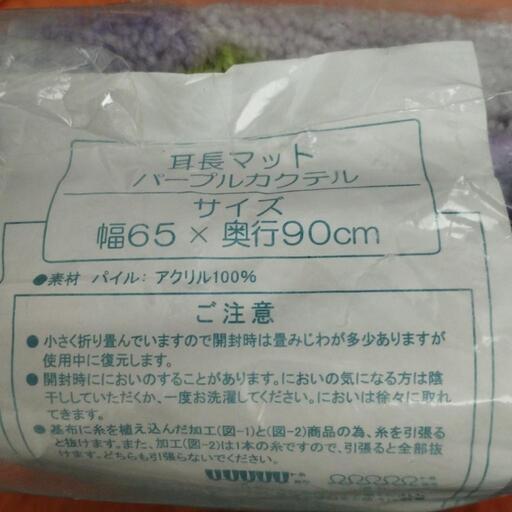 耳長マット
パープルカクテル
サイズ
幅65×奥行90cm
●素材 パイル: アクリル100%
ご注意
●小さく折り畳んでいますので開封時は畳みじわが多少ありますが
使用中に復元します。
●開封時ににおいのすることがあります。においの気になる方は陰
干ししていただくか、一度お洗濯してください。においは徐々に取れ
てきます。
●基布に糸を植え込んだ加工(図-1)と(図-2)商品の為、糸を引張る
と抜けます。また、加工(図-2)は1本の糸ですので、引張ると全部抜
けます。どちらも引張らないでください。